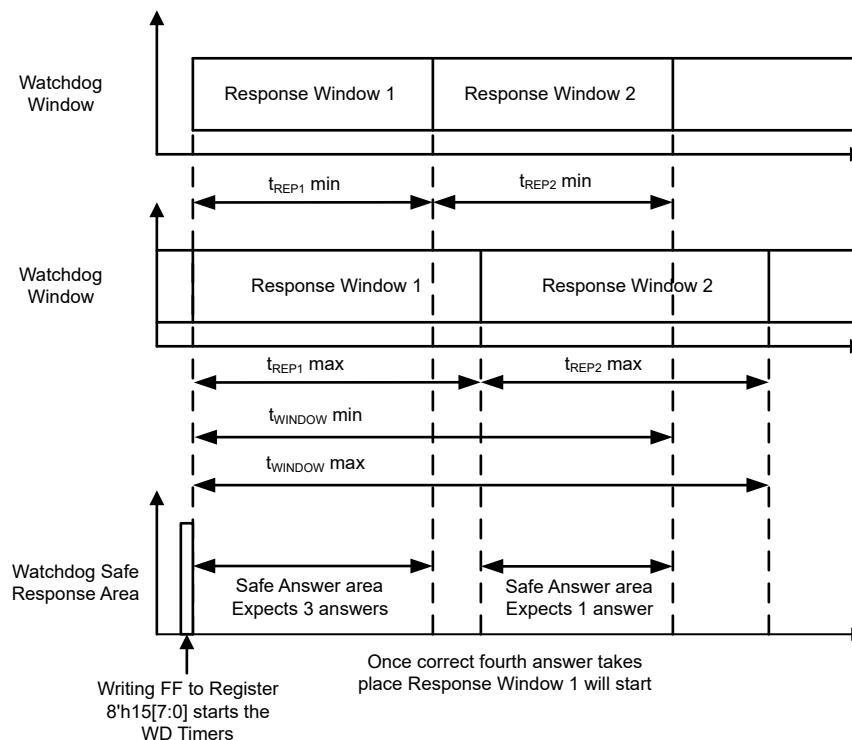 Watchdog
Window
Response Window 1
Response Window 2
tREP1 min
tREP2 min
Watchdog
Window
Response Window 1
Response Window 2
tREP1 max
tREP2 max
tWINDOW min
tWINDOW max
Watchdog Safe
Response Area
Safe Answer area
Expects 3 answers
Safe Answer area
Expects 1 answer
Once correct fourth answer takes
place Response Window 1 will start
Writing FF to Register
8'h15[7:0] starts the
WD Timers